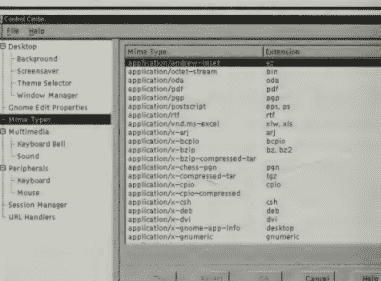 Control Center
File Help
Desktop
Background
Screensaver
Theme Selector
Window Manager
Gnome Edit Properties
Mime Types
Multimedia
Keyboard Bell
Sound
Peripherals
Keyboard
Mouse
Session Manager
URL Handlers
Mime Type Extension
application/andrew-inset ez
application/octet-stream bin
application/oda oda
application/pdf pdf
application/pgp pgp
application/postscript eps, ps
application/rtf rtf
application/vnd.ms-excel xlw, xls
application/x-arj arj
application/x-bcpio bcpio
application/x-bzip bz, bz2
application/x-bzip-compressed-tar
application/x-chess-pgn pgn
application/x-compressed-tar tgz
application/x-cpio cpio
application/x-cpio-compressed
application/x-csh csh
application/x-deb deb
application/x-dvi dvi
application/x-gnome-app-info desktop
application/x-gnumeric gnumeric
Try Revert OK Cancel Help